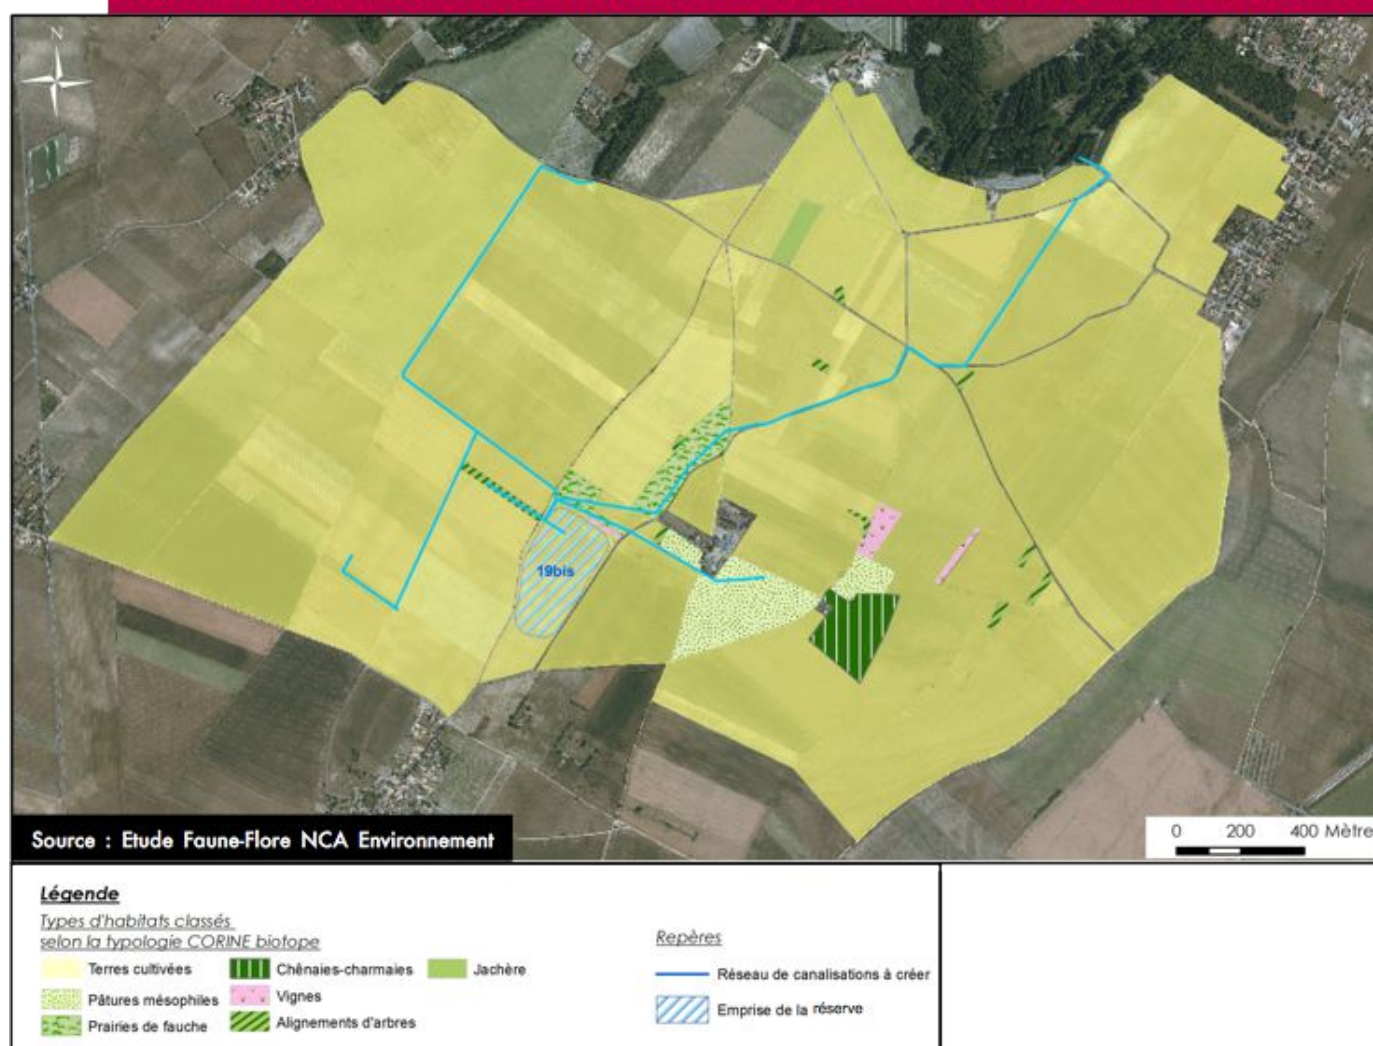 N
19bis
Source : Etude Faune-Flore NCA Environnement
0 200 400 Mètre
Légende
Types d'habitats classés
selon la typologie CORINE biotope
Terres cultivées
Chênaies-charmaies
Jachère
Pâtures mésophiles
Vignes
Prairies de fauche
Alignements d'arbres
Repères
Réseau de canalisations à créer
Emprise de la réserve